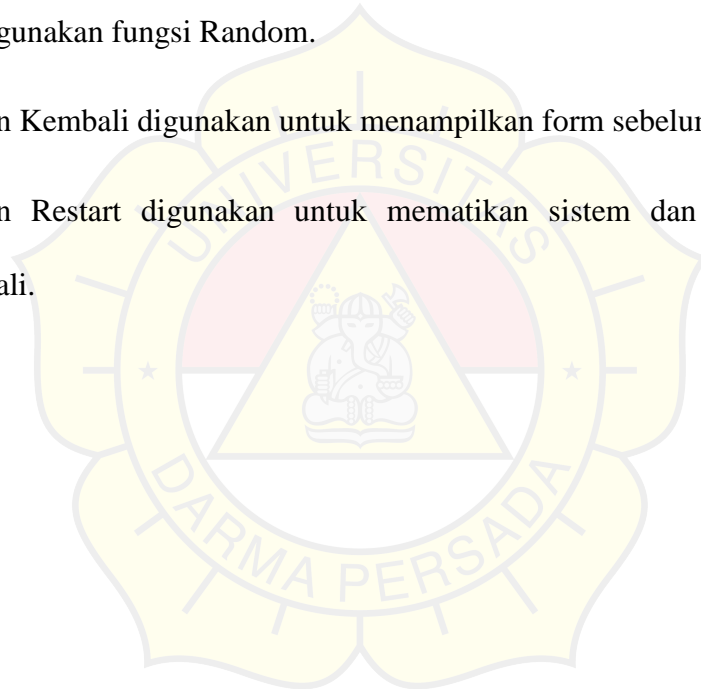 gunakan fungsi Random.
n Kembali digunakan untuk menampilkan form sebelu
n Restart digunakan untuk mematikan sistem dan
ali.
UNIVERSITAS
DARMA PERSADA